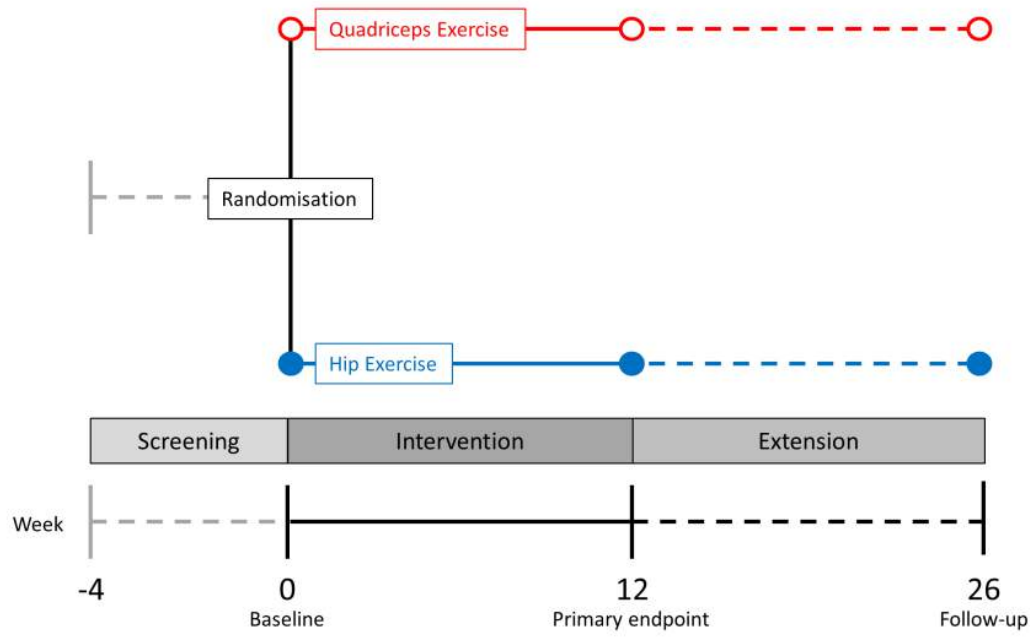 Quadriceps Exercise
Randomisation
Hip Exercise
Screening Intervention Extension
Week
-4 0 12 26
Baseline Primary endpoint Follow-up